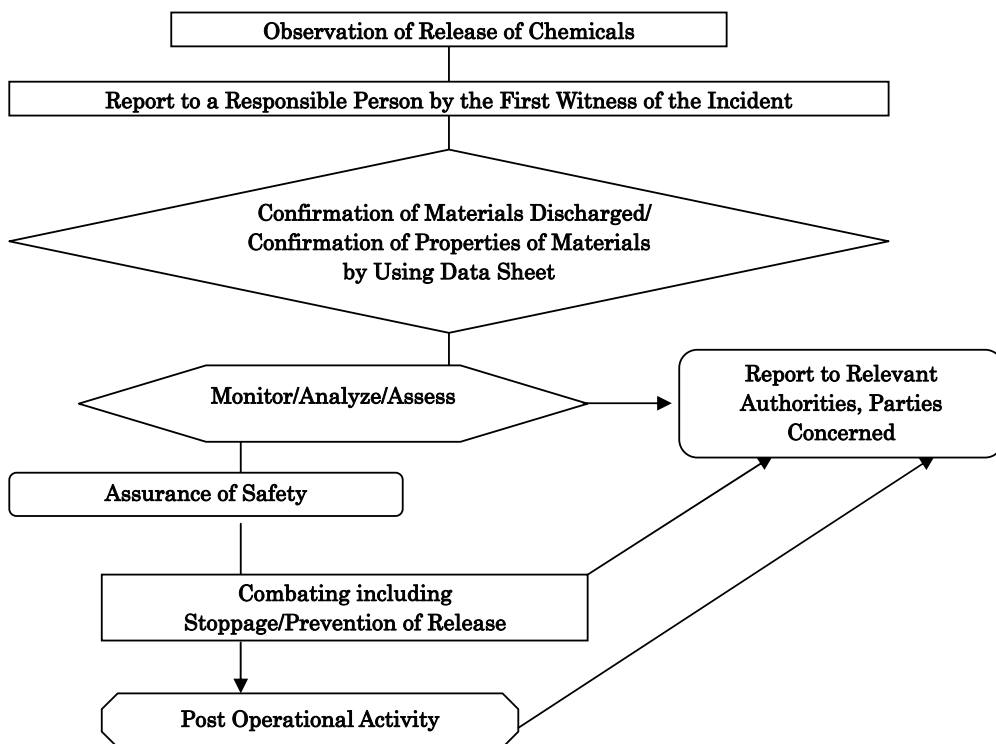 Observation of Release of Chemicals
Report to a Responsible Person by the First Witness of the Incident
Confirmation of Materials Discharged/
Confirmation of Properties of Materials
by Using Data Sheet
Monitor/Analyze/Assess
Report to Relevant
Authorities, Parties
Concerned
Assurance of Safety
Combating including
Stoppage/Prevention of Release
Post Operational Activity